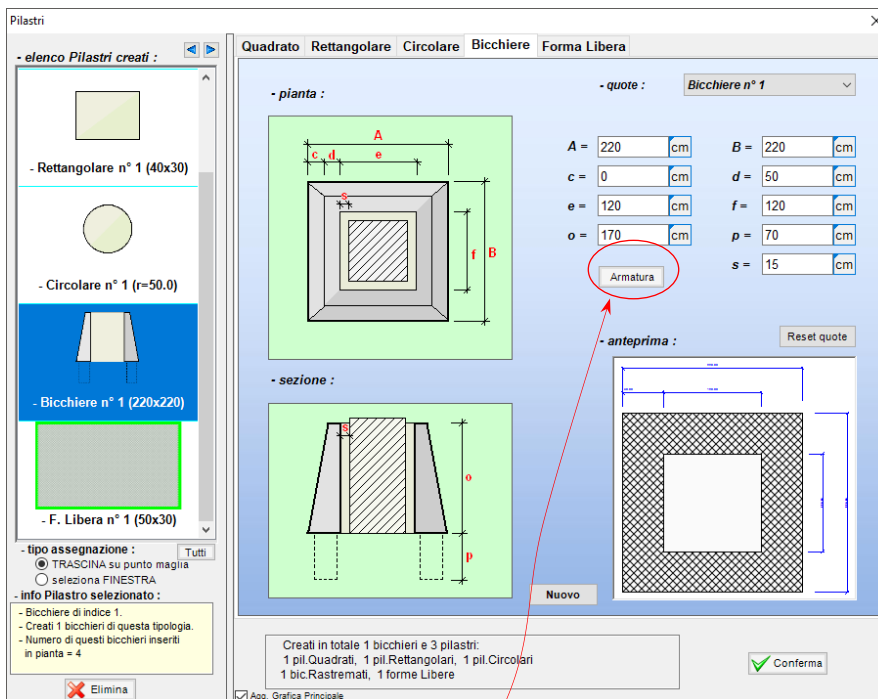 Pilastri
- elenco Pilastri creati :
- Rettangolare n° 1 (40x30)
- Circolare n° 1 (r=50.0)
- Bicchiere n° 1 (220x220)
- F. Libera n° 1 (50x30)
- tipo assegnazione :
Tutti
TRASCINA su punto maglia
seleziona FINESTRA
- info Pilastro selezionato :
- Bicchiere di indice 1.
- Creati 1 bicchieri di questa tipologia.
- Numero di questi bicchieri inseriti
in pianta = 4
Elimina
Quadrato Rettangolare Circolare Bicchiere Forma Libera
- pianta :
A
c d e
s
f B
- sezione :
s
o
p
- quote : Bicchiere n° 1
A = 220 cm B = 220 cm
c = 0 cm d = 50 cm
e = 120 cm f = 120 cm
o = 170 cm p = 70 cm
s = 15 cm
Armatura
- anteprima :
Reset quote
Nuovo
Creati in totale 1 bicchieri e 3 pilastri:
1 pil.Quadrati, 1 pil.Rettangolari, 1 pil.Circolari
1 bic.Rastremati, 1 forme Libere
Conferma
Agg. Grafica Principale